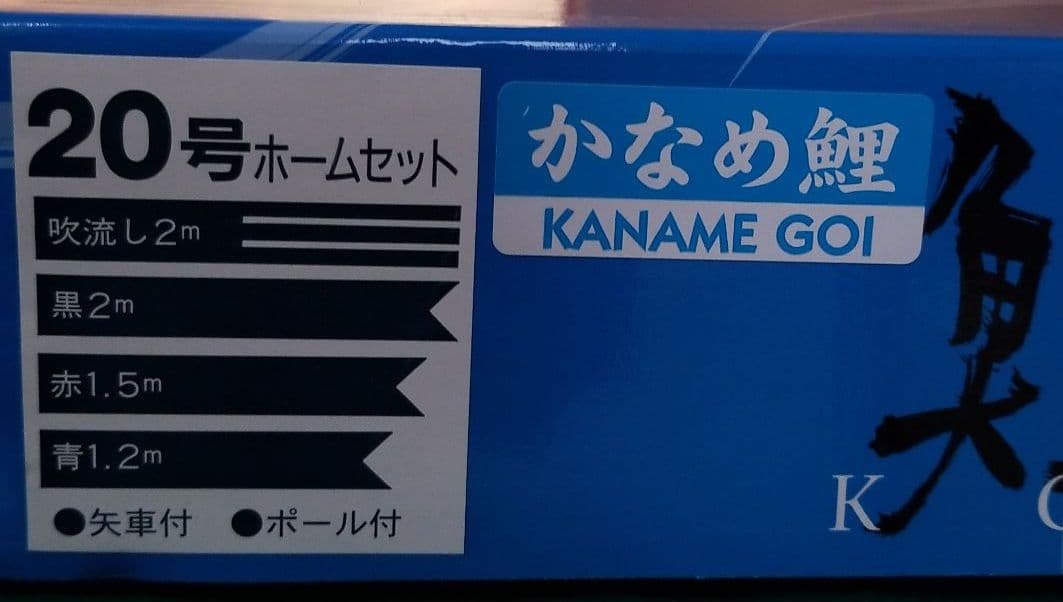 20号ホームセット
吹流し2m
黒2m
赤1.5m
青1.2m
●矢車付 ●ポール付
かなめ鯉
KANAME GOI
K